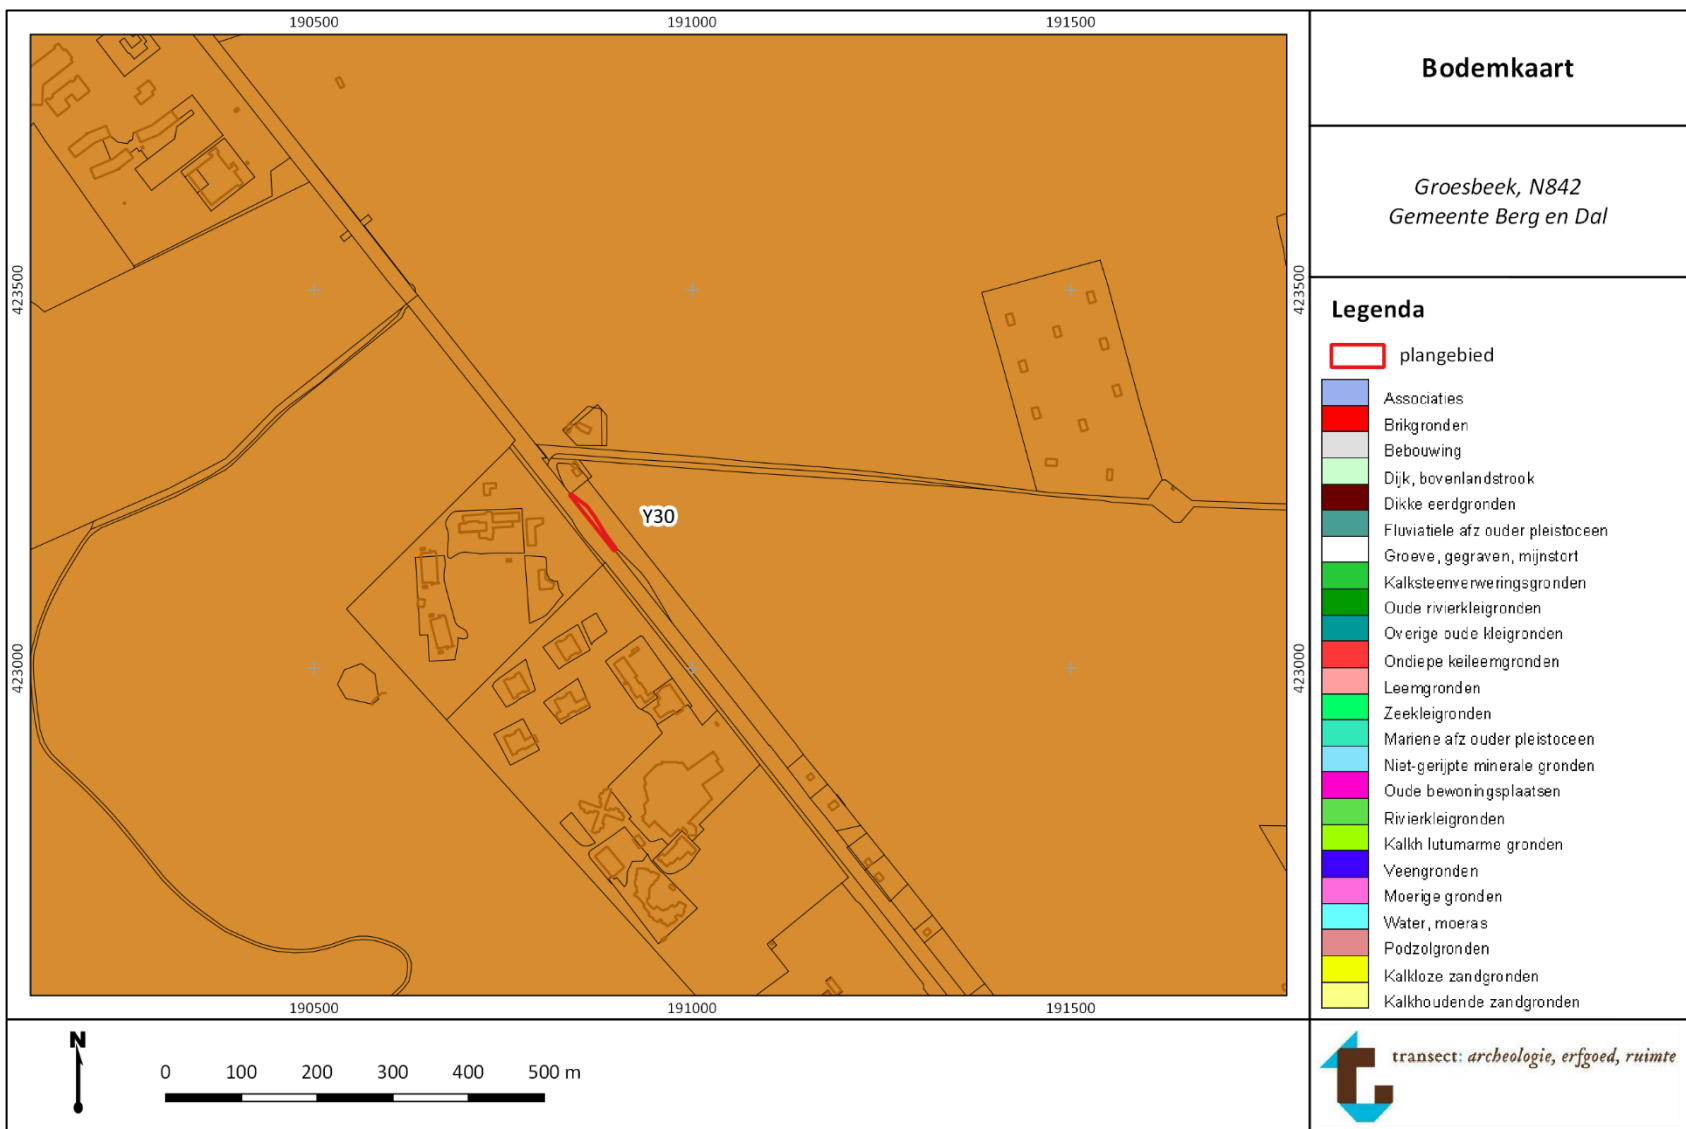 190500 191000 191500
423500 423500
Y30
423000 423000
190500 191000 191500
N
0 100 200 300 400 500 m
Bodemkaart
Groesbeek, N842
Gemeente Berg en Dal
Legenda
plangebied
Associaties
Brikgronden
Bebouwing
Dijk, bovenlandstrook
Dikke eerdgronden
Fluviatiele afz ouder pleistoceen
Groeve, gegraven, mijnstort
Kalksteenverweringsgronden
Oude rivierkleigronden
Overige oude kleigronden
Ondiepe keileemgronden
Leemgronden
Zeekleigronden
Mariene afz ouder pleistoceen
Niet-gerijpte minerale gronden
Oude bewoningsplaatsen
Rivierkleigronden
Kalkh lutumarme gronden
Veengronden
Moerige gronden
Water, moeras
Podzolgronden
Kalkloze zandgronden
Kalkhoudende zandgronden
transect: archeologie, erfgoed, ruimte